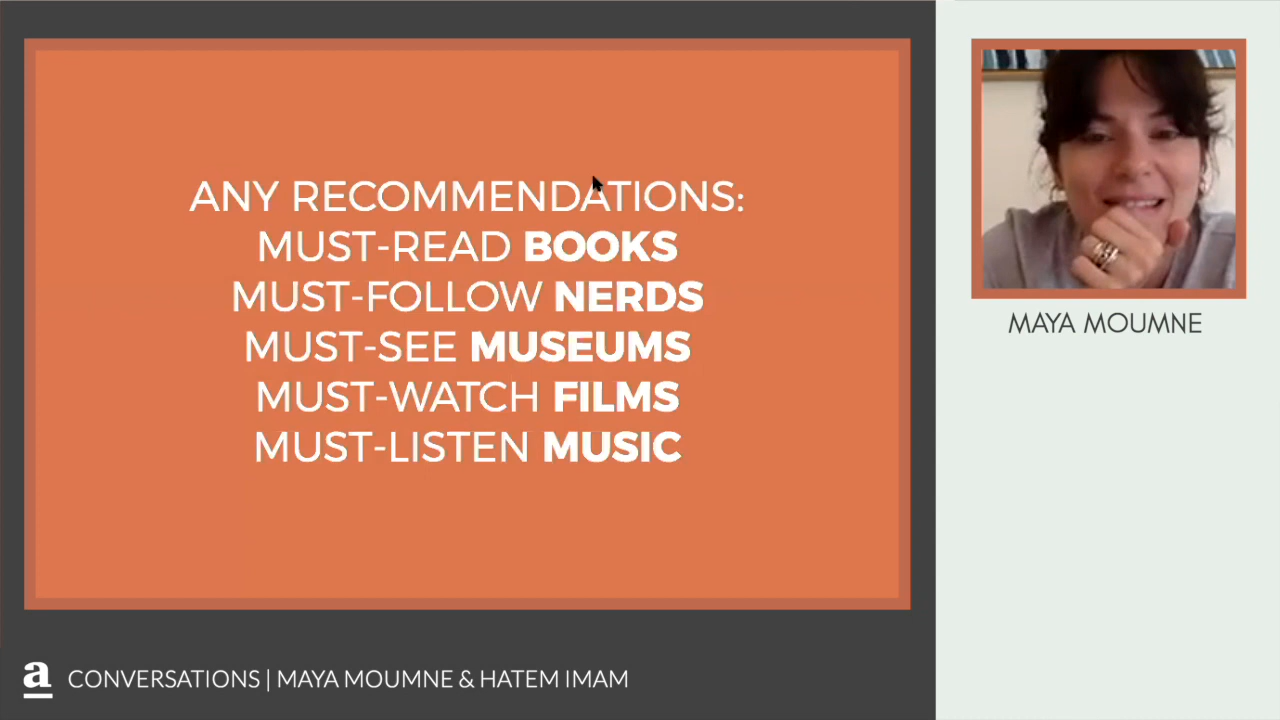 ANY RECOMMENDATIONS:
MUST-READ BOOKS
MUST-FOLLOW NERDS
MUST-SEE MUSEUMS
MUST-WATCH FILMS
MUST-LISTEN MUSIC
MAYA MOUMNE
a CONVERSATIONS | MAYA MOUMNE & HATEM IMAM